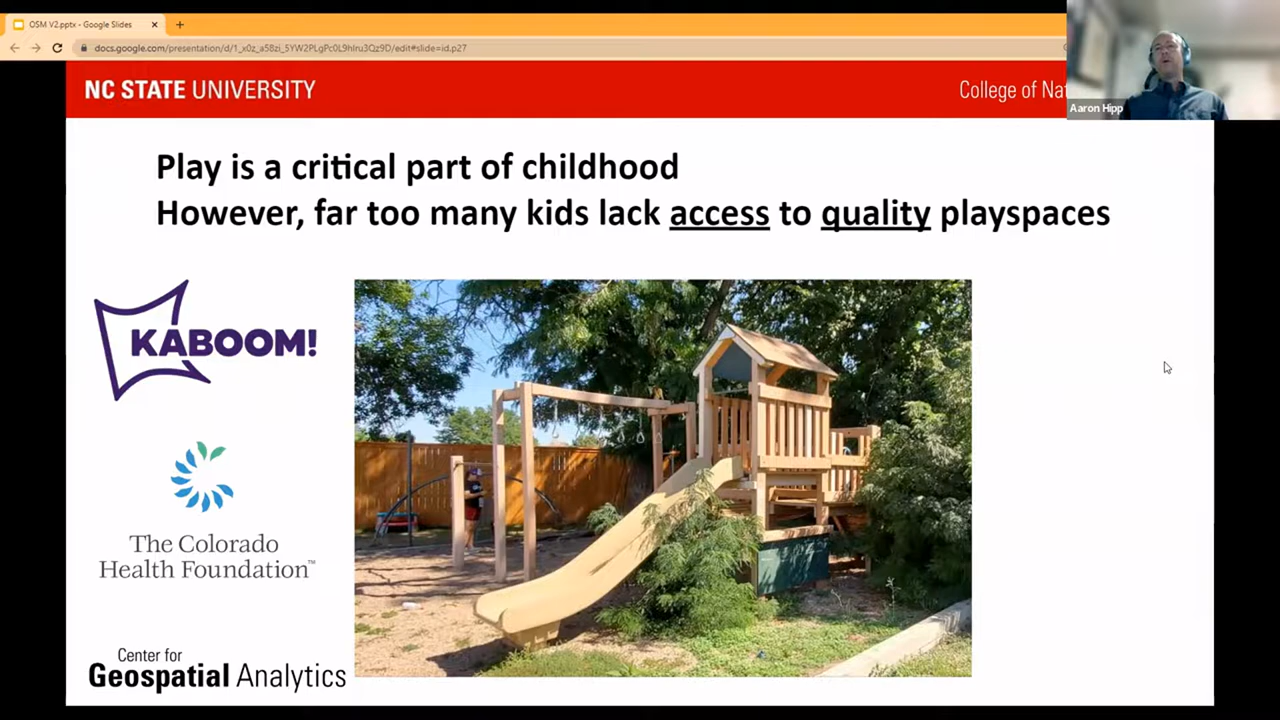 OSM V2.pptx - Google Slides
docs.google.com/presentation/d/1_x0z_a58zi_5YW2PLgPc0L9hIru3Qz9D/edit#slide=id.p27
NC STATE UNIVERSITY
College of Na
Aaron Hipp
Play is a critical part of childhood
However, far too many kids lack access to quality playspaces
KABOOM!
The Colorado
Health Foundation™
Center for
Geospatial Analytics